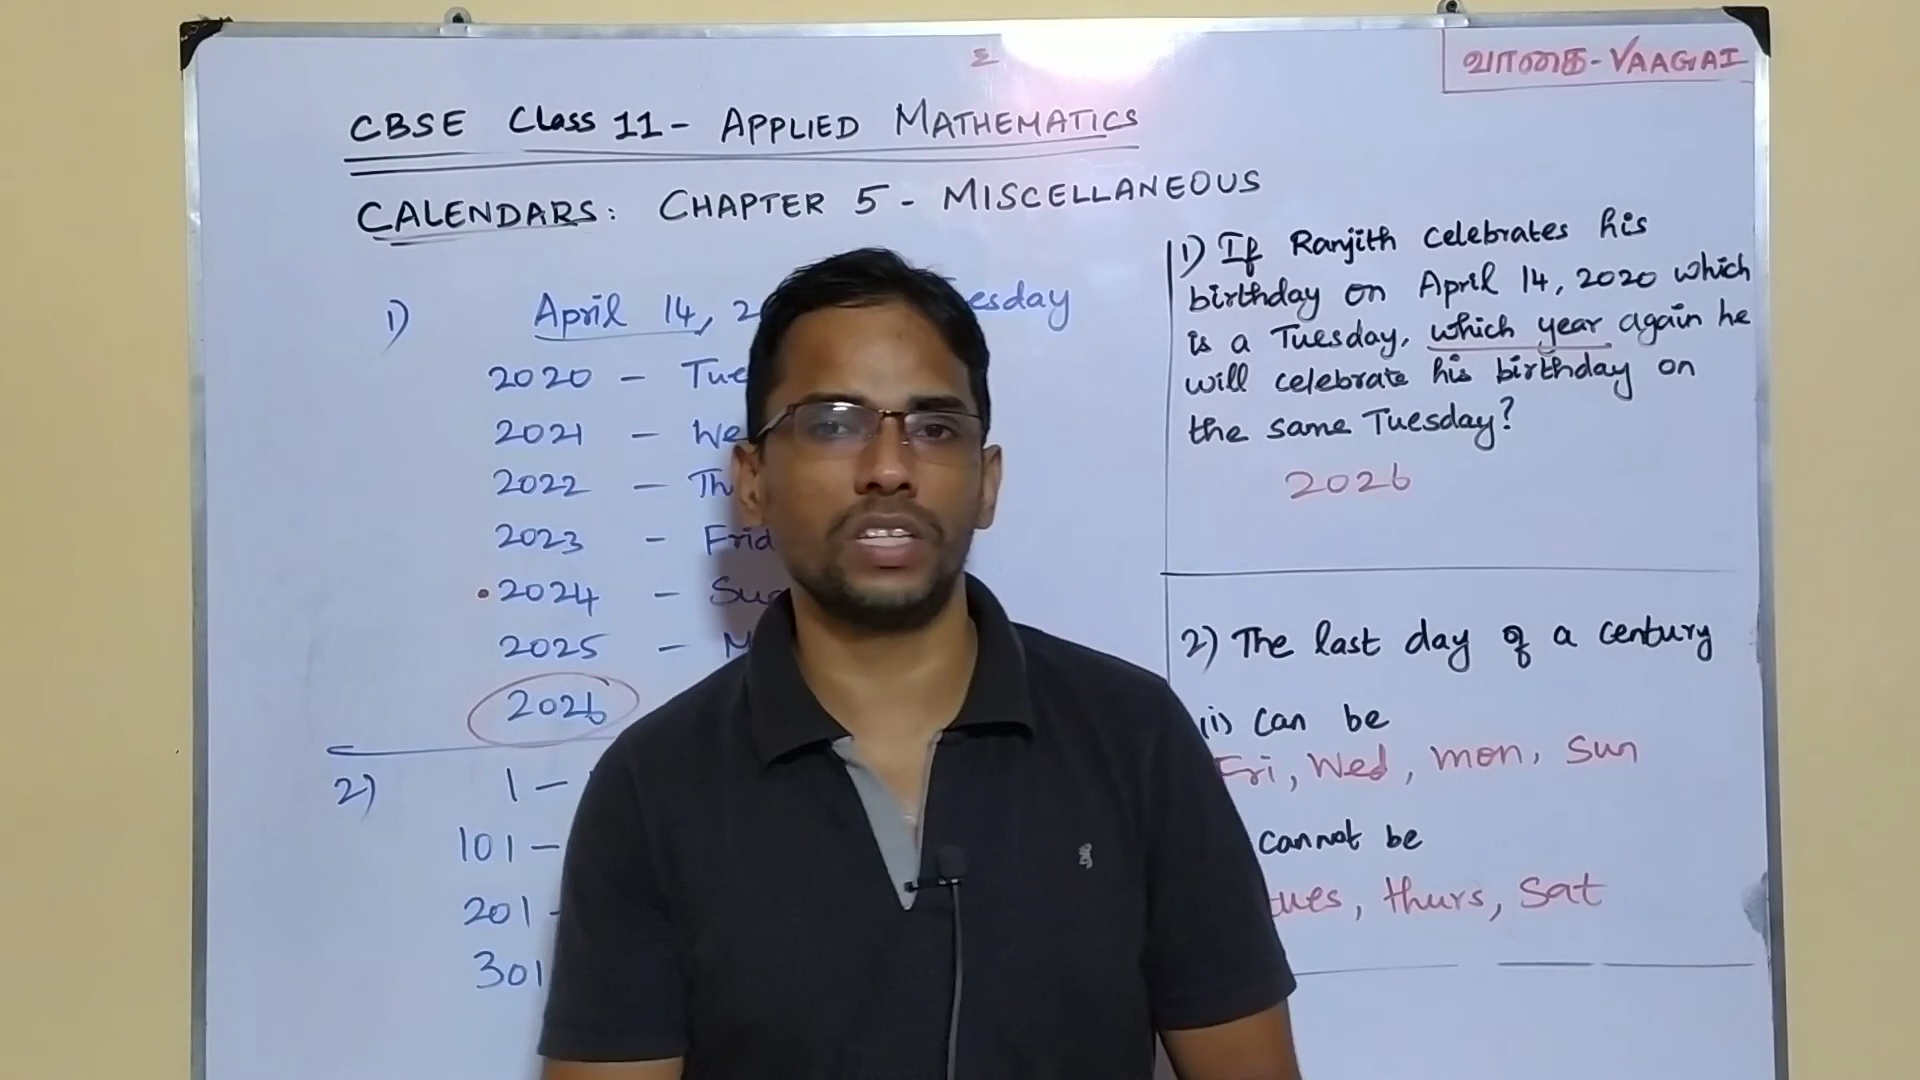 Σ
வாகை - VAAGAI
CBSE Class 11 - APPLIED MATHEMATICS
CALENDARS: CHAPTER 5 - MISCELLANEOUS
1) April 14, 2 esday
2020 - Tue
2021 - We
2022 - Th
2023 - Frid
2024 -
2025 - M
2026
2) 1 -
101 -
201 -
301
1) If Ranjith celebrates his
birthday on April 14, 2020 which
is a Tuesday, which year again he
will celebrate his birthday on
the same Tuesday?
2026
2) The last day of a century
(i) can be
Fri, Wed, mon, Sun
cannot be
tues, thurs, Sat